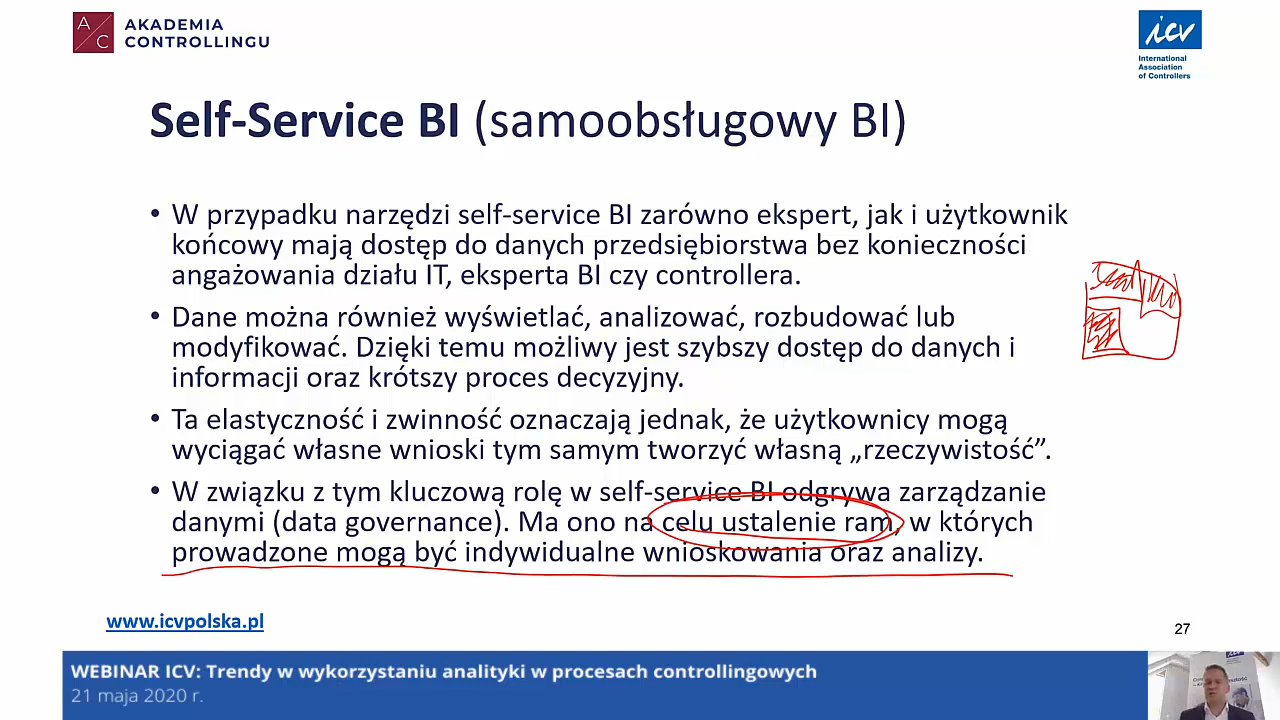 AKADEMIA
CONTROLLINGU
icv
International
Association
of Controllers
Self-Service BI (samoobsługowy BI)
• W przypadku narzędzi self-service BI zarówno ekspert, jak i użytkownik
końcowy mają dostęp do danych przedsiębiorstwa bez konieczności
angażowania działu IT, eksperta BI czy controllera.
• Dane można również wyświetlać, analizować, rozbudować lub
modyfikować. Dzięki temu możliwy jest szybszy dostęp do danych i
informacji oraz krótszy proces decyzyjny.
• Ta elastyczność i zwinność oznaczają jednak, że użytkownicy mogą
wyciągać własne wnioski tym samym tworzyć własną „rzeczywistość”.
• W związku z tym kluczową rolę w self-service BI odgrywa zarządzanie
danymi (data governance). Ma ono na celu ustalenie ram, w których
prowadzone mogą być indywidualne wnioskowania oraz analizy.
www.icvpolska.pl
27
WEBINAR ICV: Trendy w wykorzystaniu analityki w procesach controllingowych
21 maja 2020 r.